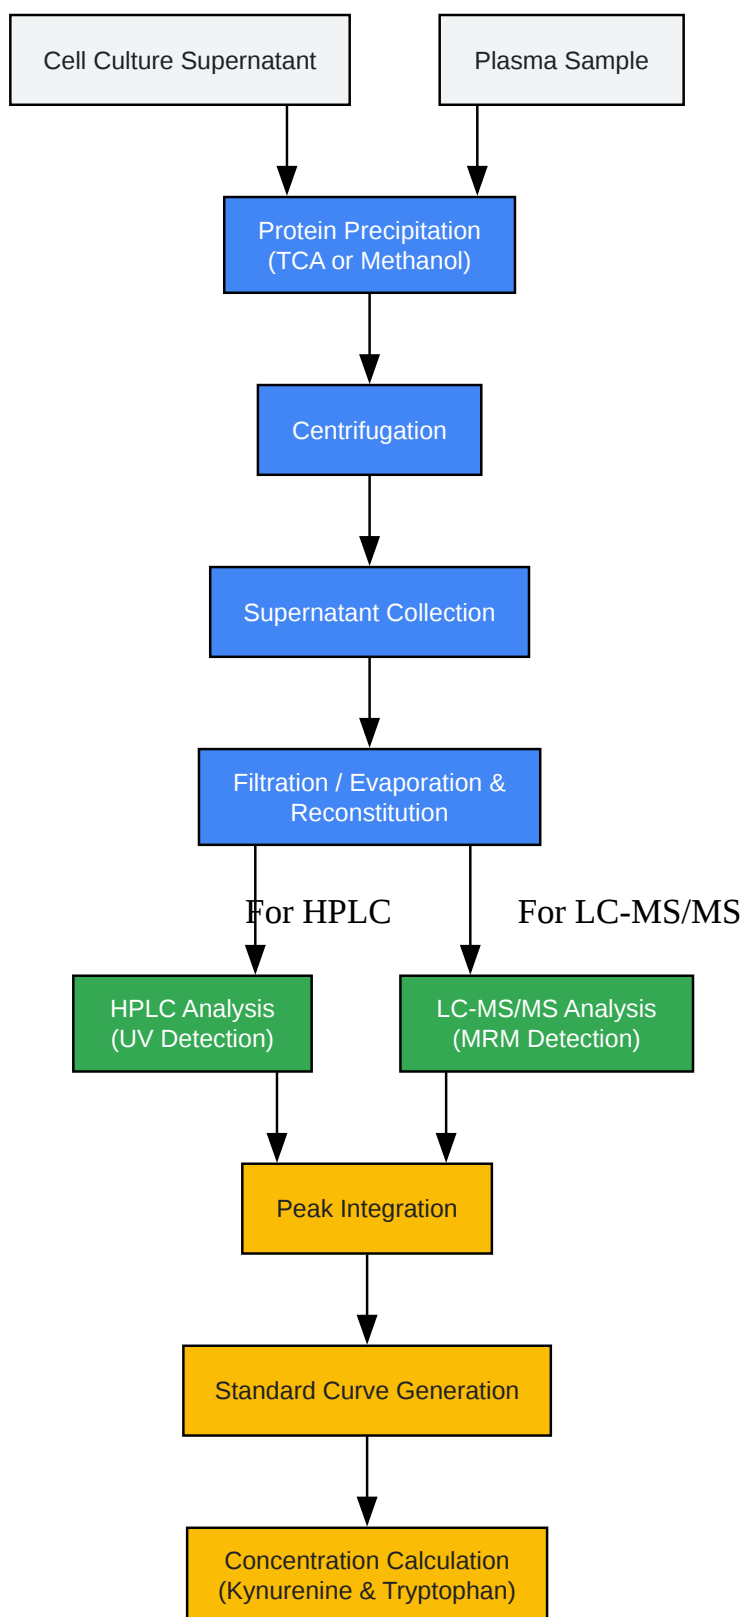 Cell Culture Supernatant
Plasma Sample
Protein Precipitation
(TCA or Methanol)
Centrifugation
Supernatant Collection
Filtration / Evaporation &
Reconstitution
For HPLC
For LC-MS/MS
HPLC Analysis
(UV Detection)
LC-MS/MS Analysis
(MRM Detection)
Peak Integration
Standard Curve Generation
Concentration Calculation
(Kynurenine & Tryptophan)